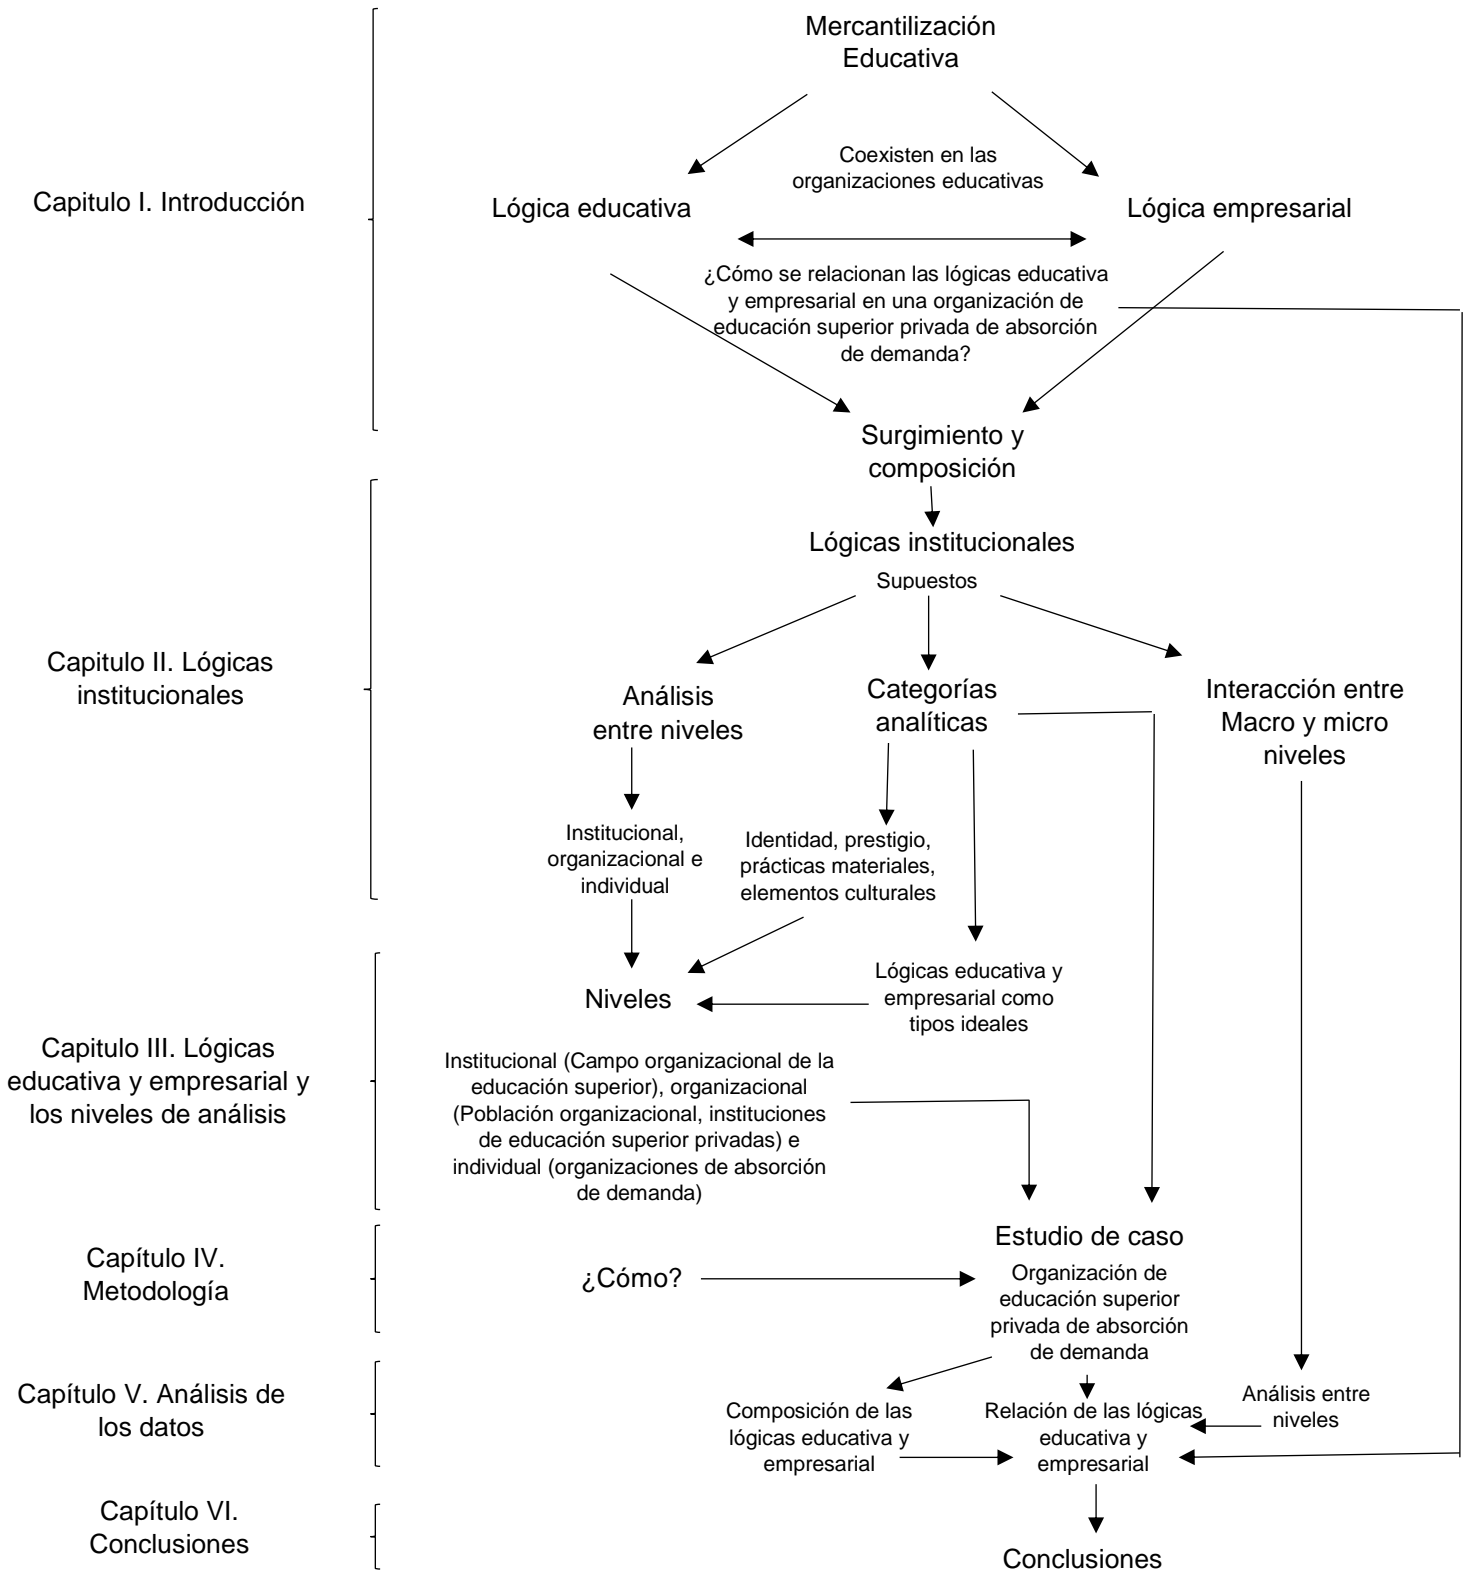 Mercantilización
Educativa
Coexisten en las
organizaciones educativas
Capitulo I. Introducción
Lógica educativa
Lógica empresarial
¿Cómo se relacionan las lógicas educativa
y empresarial en una organización de
educación superior privada de absorción
de demanda?
Surgimiento y
composición
Lógicas institucionales
Supuestos
Capitulo II. Lógicas
institucionales
Análisis
entre niveles
Categorías
analíticas
Interacción entre
Macro y micro
niveles
Institucional,
organizacional e
individual
Identidad, prestigio,
prácticas materiales,
elementos culturales
Niveles
Lógicas educativa y
empresarial como
tipos ideales
Capitulo III. Lógicas
educativa y empresarial y
los niveles de análisis
Institucional (Campo organizacional de la
educación superior), organizacional
(Población organizacional, instituciones
de educación superior privadas) e
individual (organizaciones de absorción
de demanda)
Capítulo IV.
Metodología
¿Cómo?
Estudio de caso
Organización de
educación superior
privada de absorción
de demanda
Capítulo V. Análisis de
los datos
Composición de las
lógicas educativa y
empresarial
Relación de las lógicas
educativa y
empresarial
Análisis entre
niveles
Capítulo VI.
Conclusiones
Conclusiones